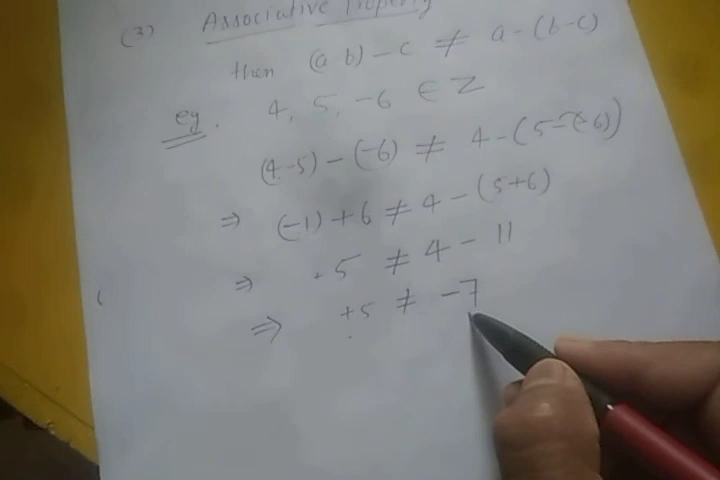 (3) Associative Property
then (a-b)-c ≠ a-(b-c)
eg. 4, 5, -6 ∈ Z
(4-5)-(-6) ≠ 4-(5-(-6))
⇒ (-1)+6 ≠ 4-(5+6)
⇒ +5 ≠ 4-11
⇒ +5 ≠ -7